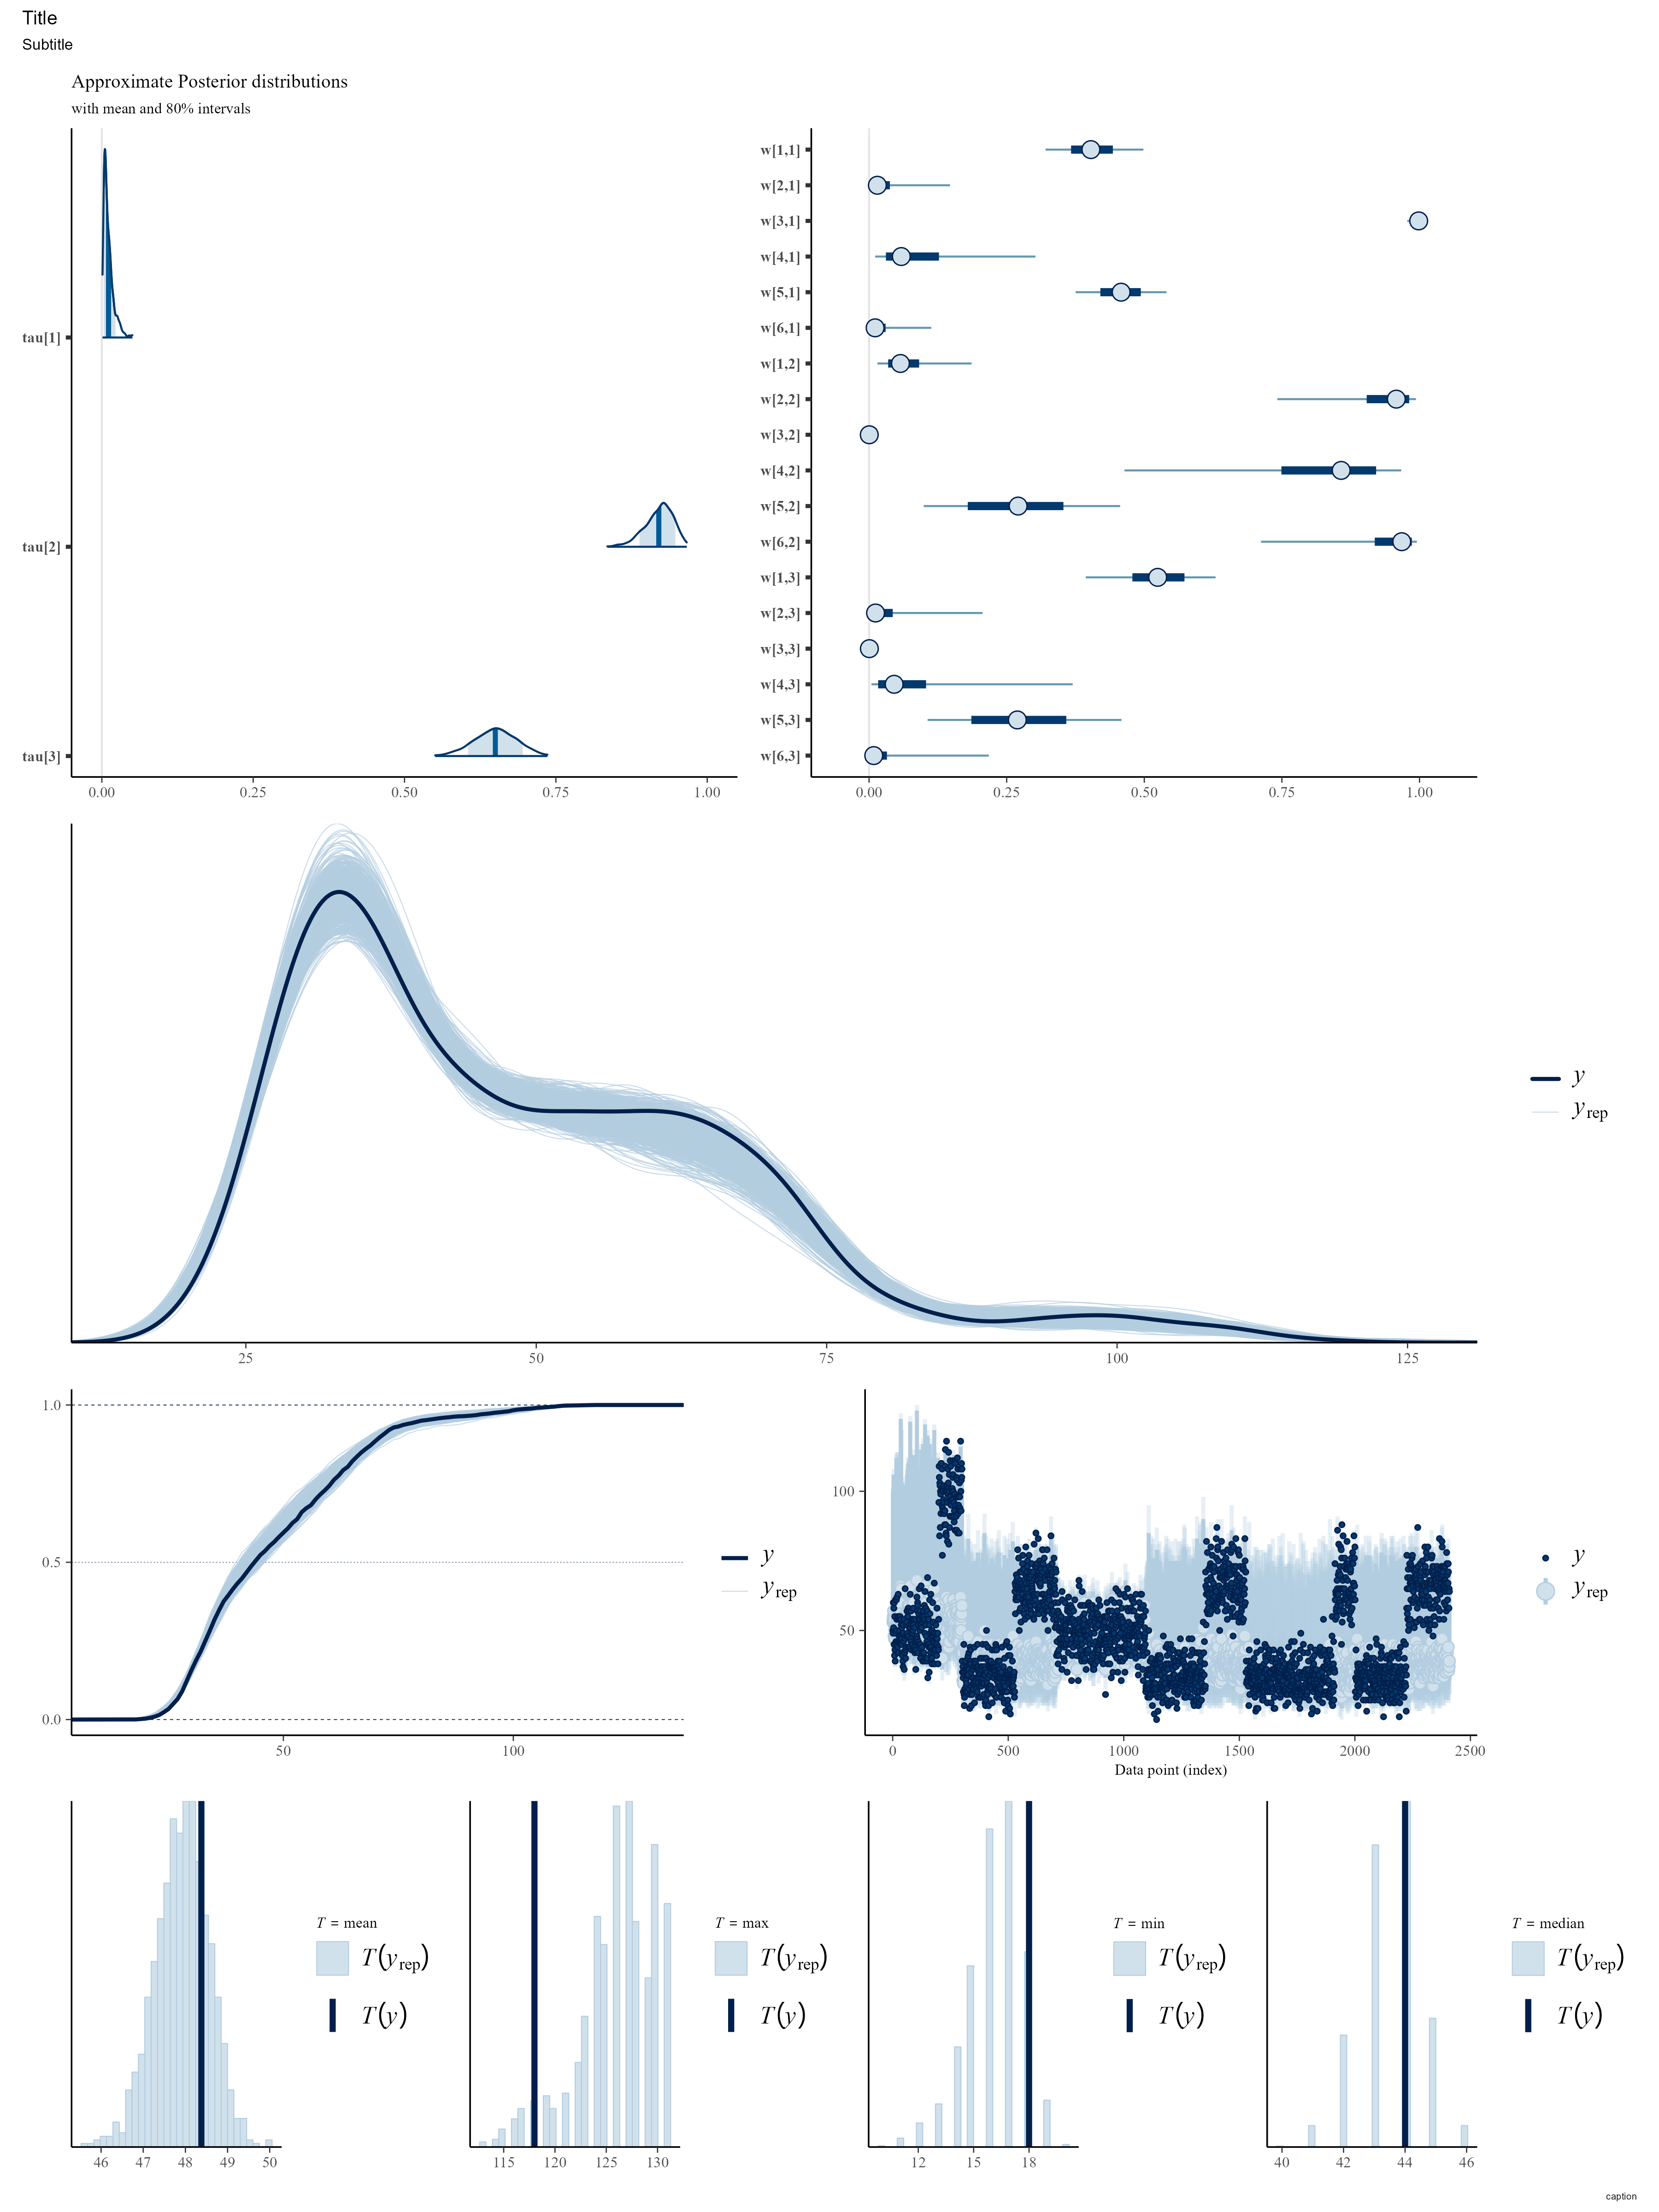 Title
Subtitle
Approximate Posterior distributions
with mean and 80% intervals
tau[1]
tau[2]
tau[3]
0.00 0.25 0.50 0.75 1.00
w[1,1]
w[2,1]
w[3,1]
w[4,1]
w[5,1]
w[6,1]
w[1,2]
w[2,2]
w[3,2]
w[4,2]
w[5,2]
w[6,2]
w[1,3]
w[2,3]
w[3,3]
w[4,3]
w[5,3]
w[6,3]
0.00 0.25 0.50 0.75 1.00
y
yrep
25 50 75 100 125
1.0
0.5
0.0
50 100
y
yrep
100
50
0 500 1000 1500 2000 2500
Data point (index)
y
yrep
46 47 48 49 50
T = mean
T(yrep)
T(y)
115 120 125 130
T = max
T(yrep)
T(y)
12 15 18
T = min
T(yrep)
T(y)
40 42 44 46
T = median
T(yrep)
T(y)
caption